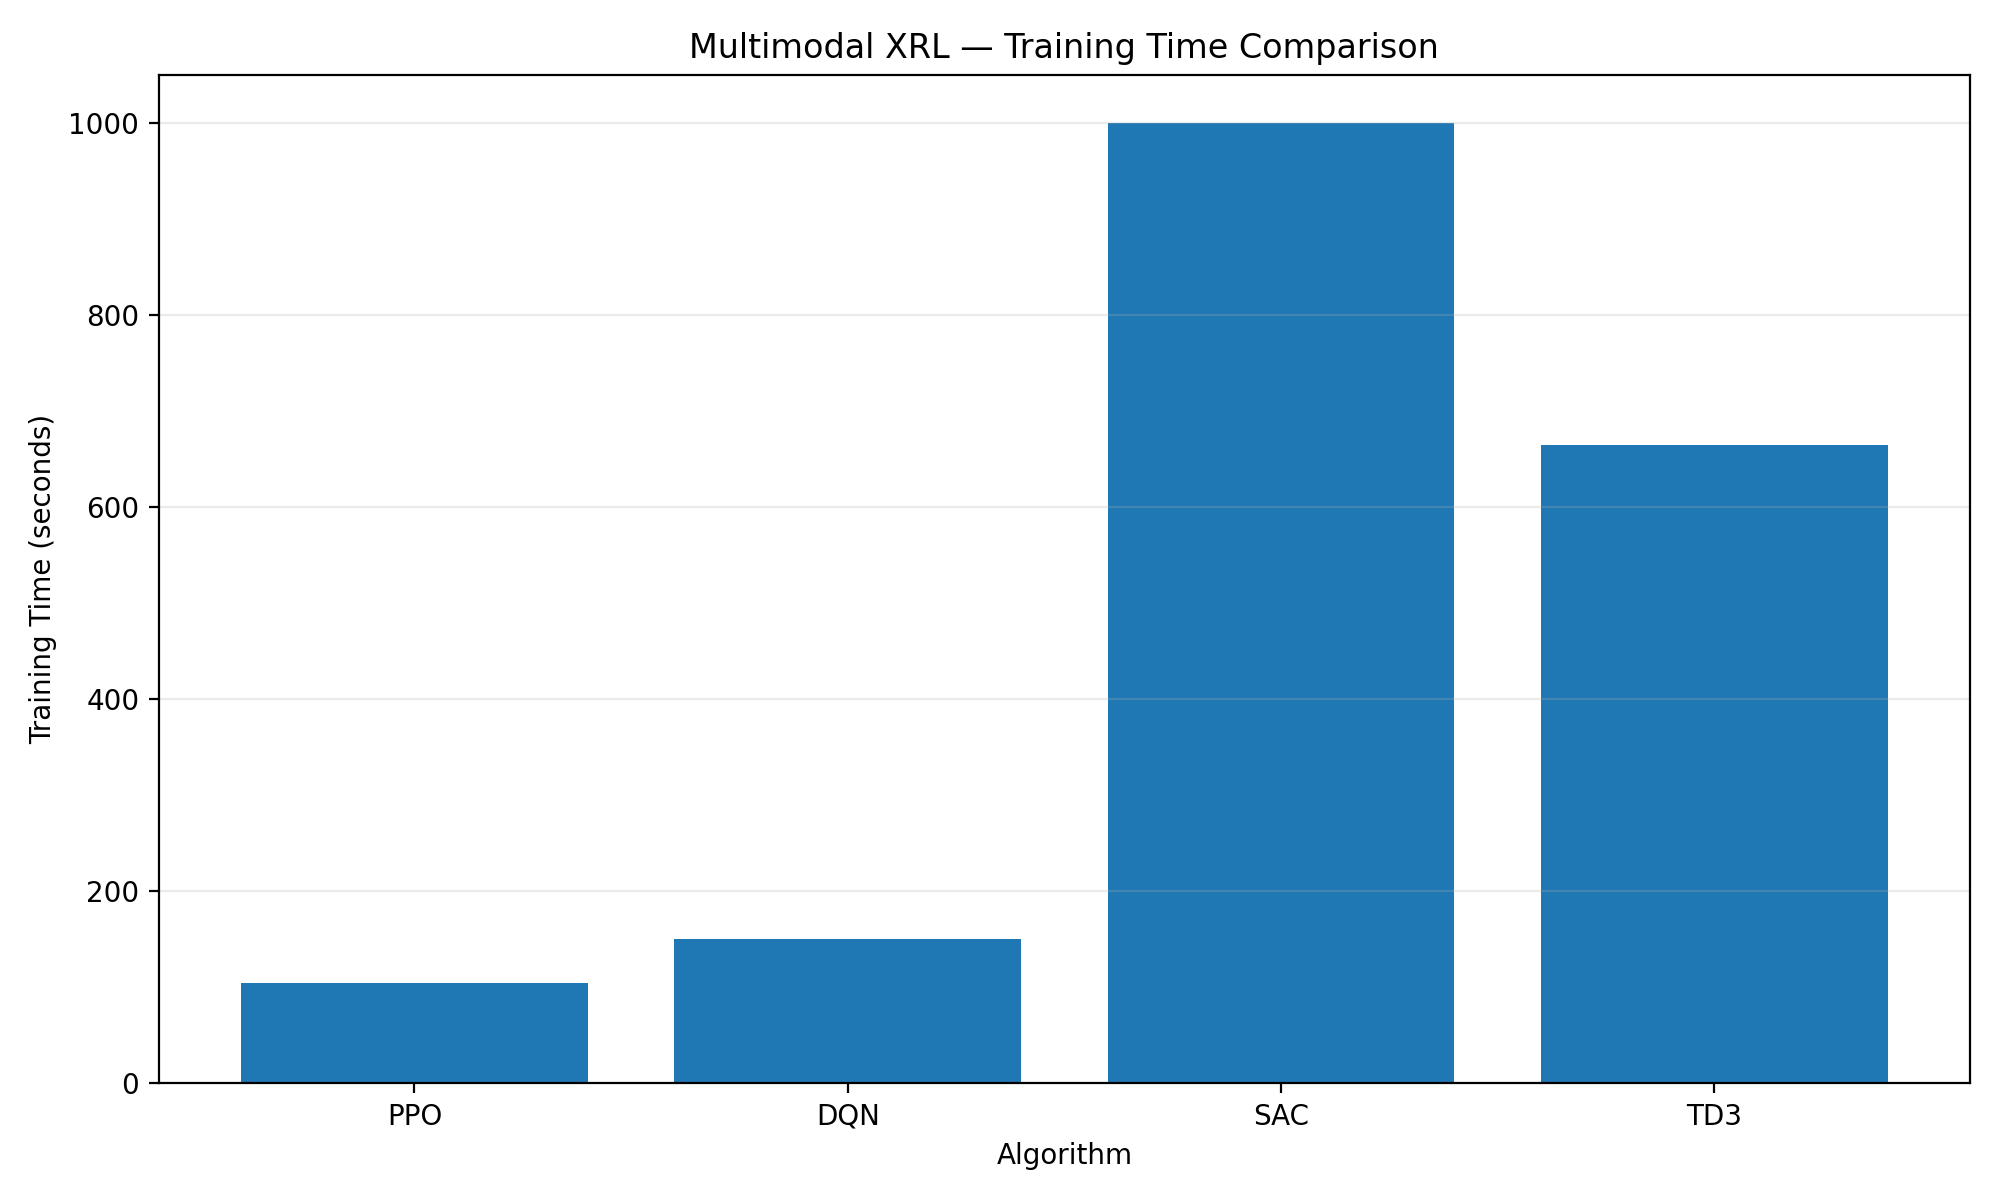 Multimodal XRL — Training Time Comparison
1000
800
600
400
200
0
Training Time (seconds)
PPO
DQN
SAC
TD3
Algorithm